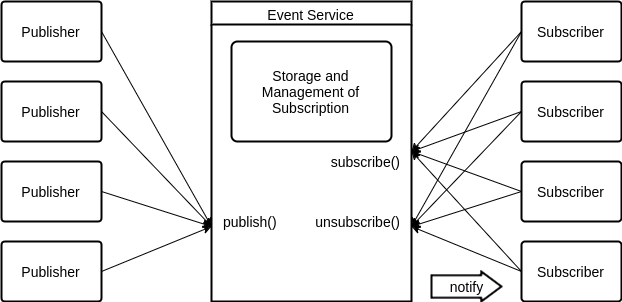 Publisher
Publisher
Publisher
Publisher
Event Service
Storage and
Management of
Subscription
subscribe()
publish()
unsubscribe()
notify
Subscriber
Subscriber
Subscriber
Subscriber